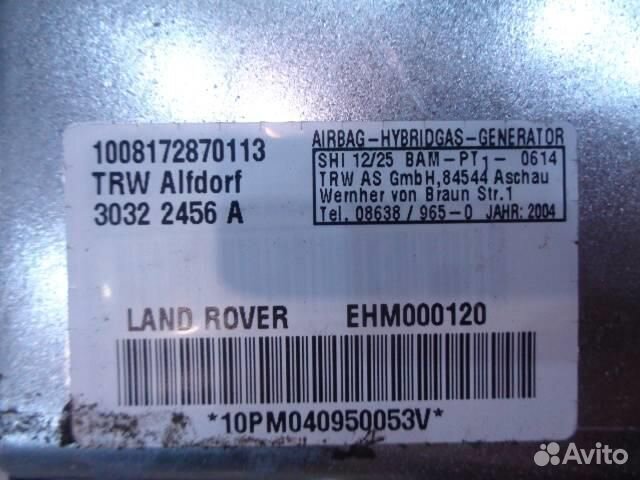 1008172870113
TRW Alfdorf
3032 2456 A
AIRBAG-HYBRIDGAS-GENERATOR
SHI 12/25 BAM-PT1- 0614
TRW AS GmbH,84544 Aschau
Wernher von Braun Str.1
Tel. 08638/965-0 JAHR:2004
LAND ROVER EHM000120
*10PM040950053V*
Avito